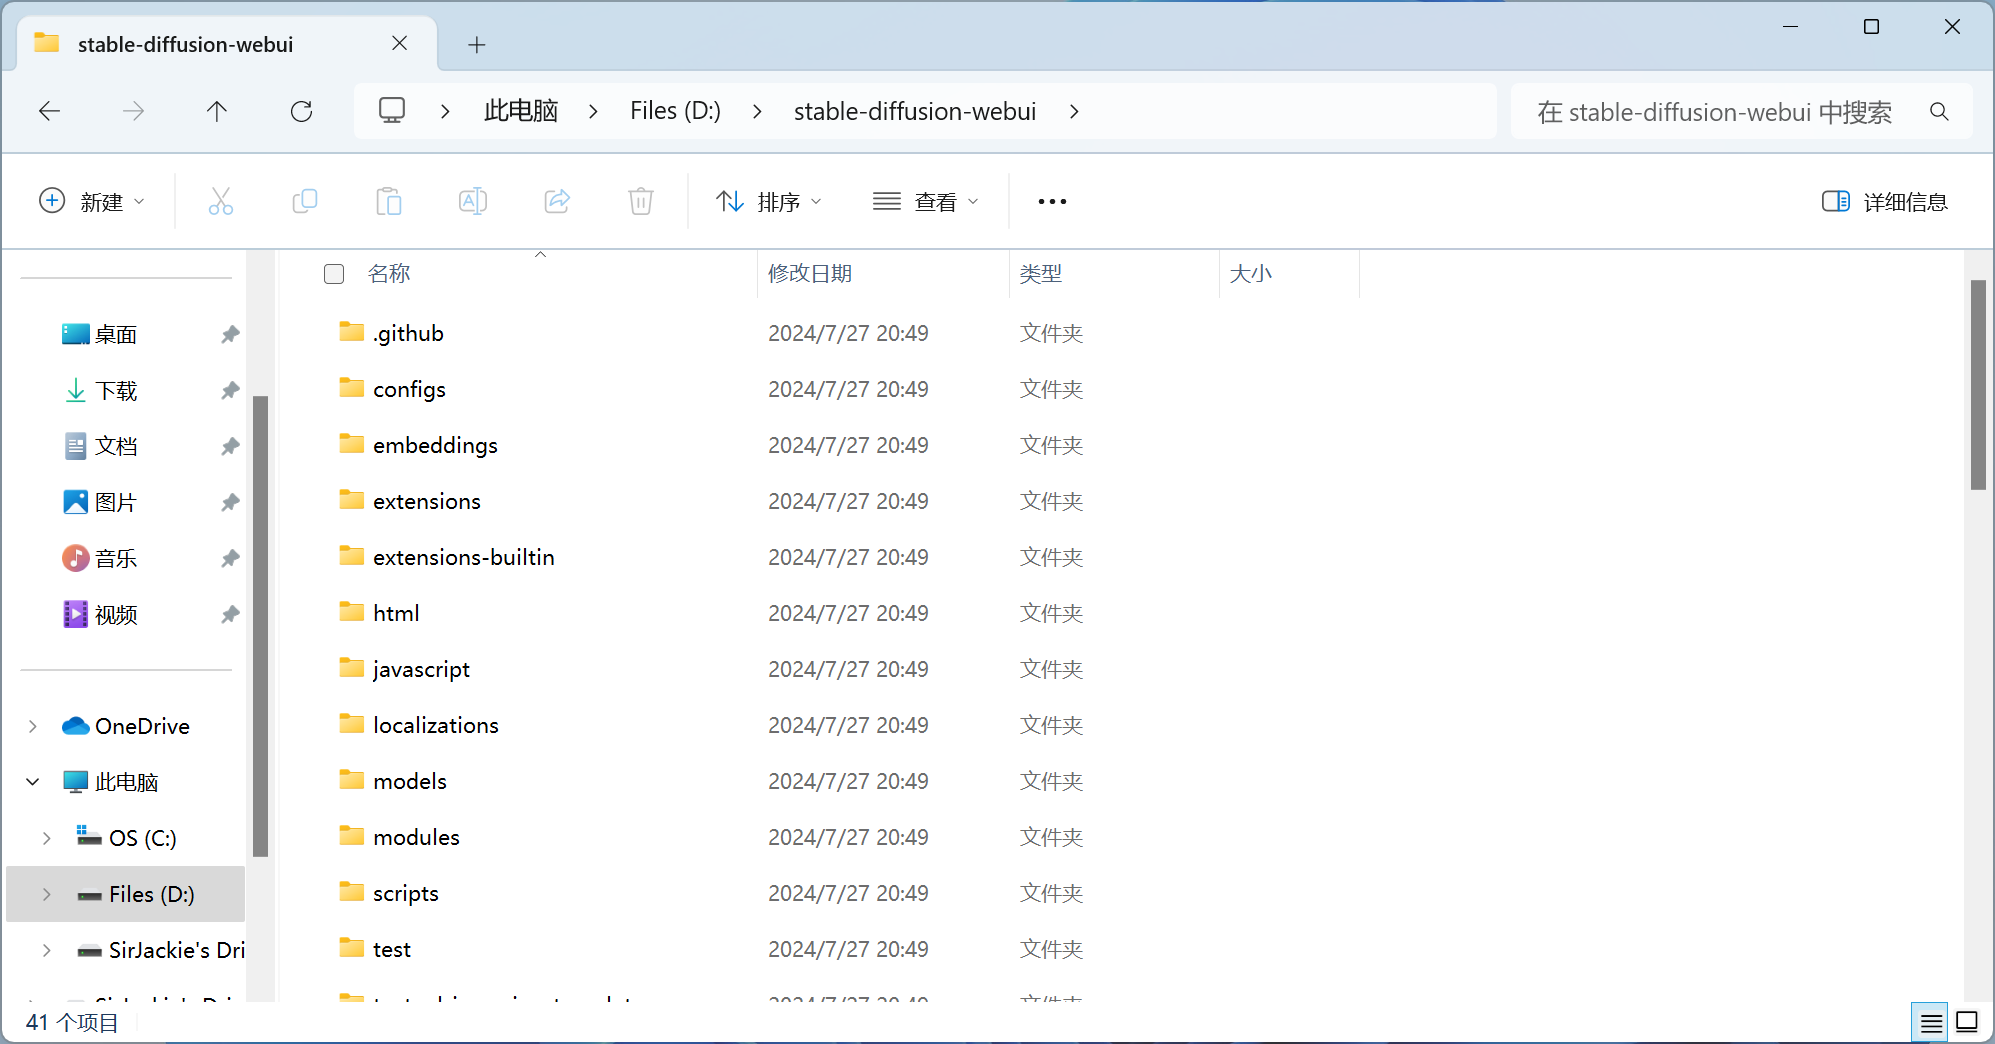 stable-diffusion-webui
此电脑 Files (D:) stable-diffusion-webui
在 stable-diffusion-webui 中搜索
新建 排序 查看 详细信息
名称 修改日期 类型 大小
桌面
下载
文档
图片
音乐
视频
OneDrive
此电脑
OS (C:)
Files (D:)
SirJackie's Dri
.github 2024/7/27 20:49 文件夹
configs 2024/7/27 20:49 文件夹
embeddings 2024/7/27 20:49 文件夹
extensions 2024/7/27 20:49 文件夹
extensions-builtin 2024/7/27 20:49 文件夹
html 2024/7/27 20:49 文件夹
javascript 2024/7/27 20:49 文件夹
localizations 2024/7/27 20:49 文件夹
models 2024/7/27 20:49 文件夹
modules 2024/7/27 20:49 文件夹
scripts 2024/7/27 20:49 文件夹
test 2024/7/27 20:49 文件夹
41 个项目